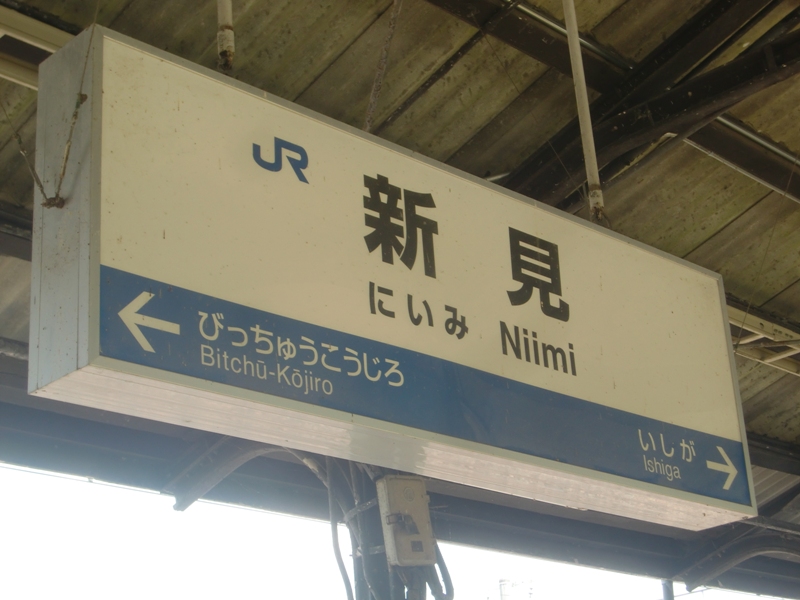 JR
新見
にいみ Niimi
びっちゅうこうじろ
Bitchū-Kōjiro
いしが
Ishiga